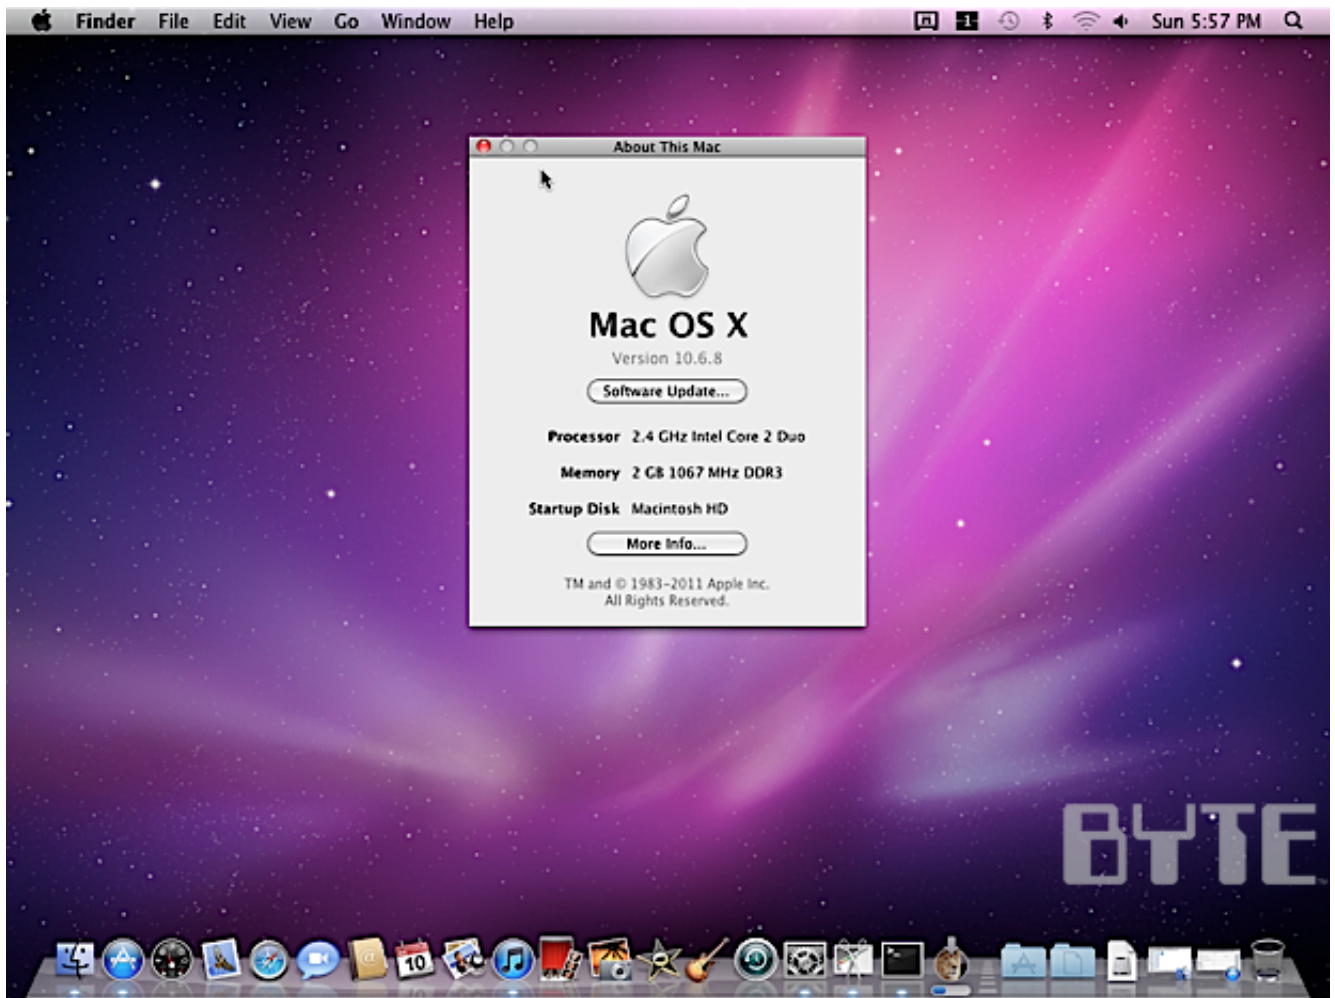 Finder File Edit View Go Window Help 1 Sun 5:57 PM
About This Mac
Mac OS X
Version 10.6.8
Software Update...
Processor 2.4 GHz Intel Core 2 Duo
Memory 2 GB 1067 MHz DDR3
Startup Disk Macintosh HD
More Info...
TM and © 1983-2011 Apple Inc.
All Rights Reserved.
BYTE
10